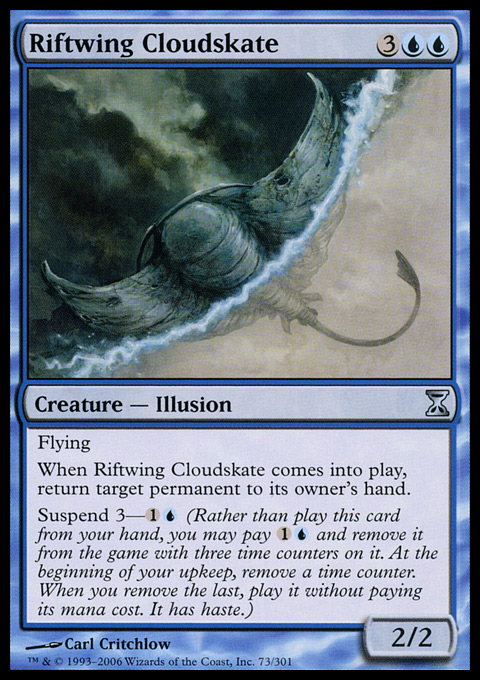 Riftwing Cloudskate 3
Creature — Illusion
Flying
When Riftwing Cloudskate comes into play,
return target permanent to its owner's hand.
Suspend 3—1 (Rather than play this card
from your hand, you may pay 1 and remove it
from the game with three time counters on it. At the
beginning of your upkeep, remove a time counter.
When you remove the last, play it without paying
its mana cost. It has haste.)
2/2
Carl Critchlow
™ & © 1993–2006 Wizards of the Coast, Inc. 73/301